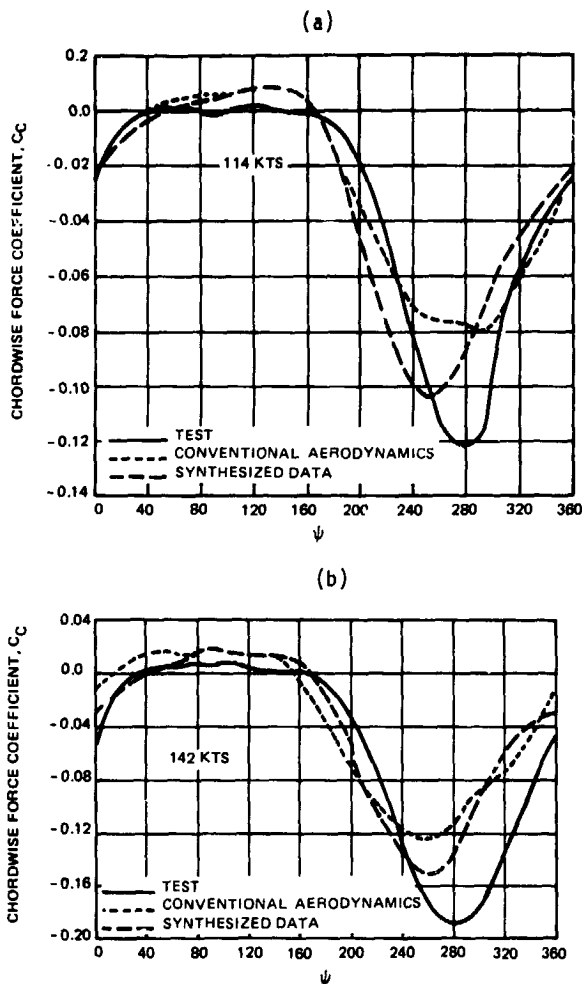 (a)
CHORDWISE FORCE COEFFICIENT, CC
0.2
0.0
-0.02
-0.04
-0.06
-0.08
-0.10
-0.12
-0.14
114 KTS
TEST
CONVENTIONAL AERODYNAMICS
SYNTHESIZED DATA
0 40 80 120 160 200 240 280 320 360
ψ
(b)
CHORDWISE FORCE COEFFICIENT, CC
0.04
0.0
-0.04
-0.08
-0.12
-0.16
-0.20
142 KTS
TEST
CONVENTIONAL AERODYNAMICS
SYNTHESIZED DATA
0 40 80 120 160 200 240 280 320 360
ψ